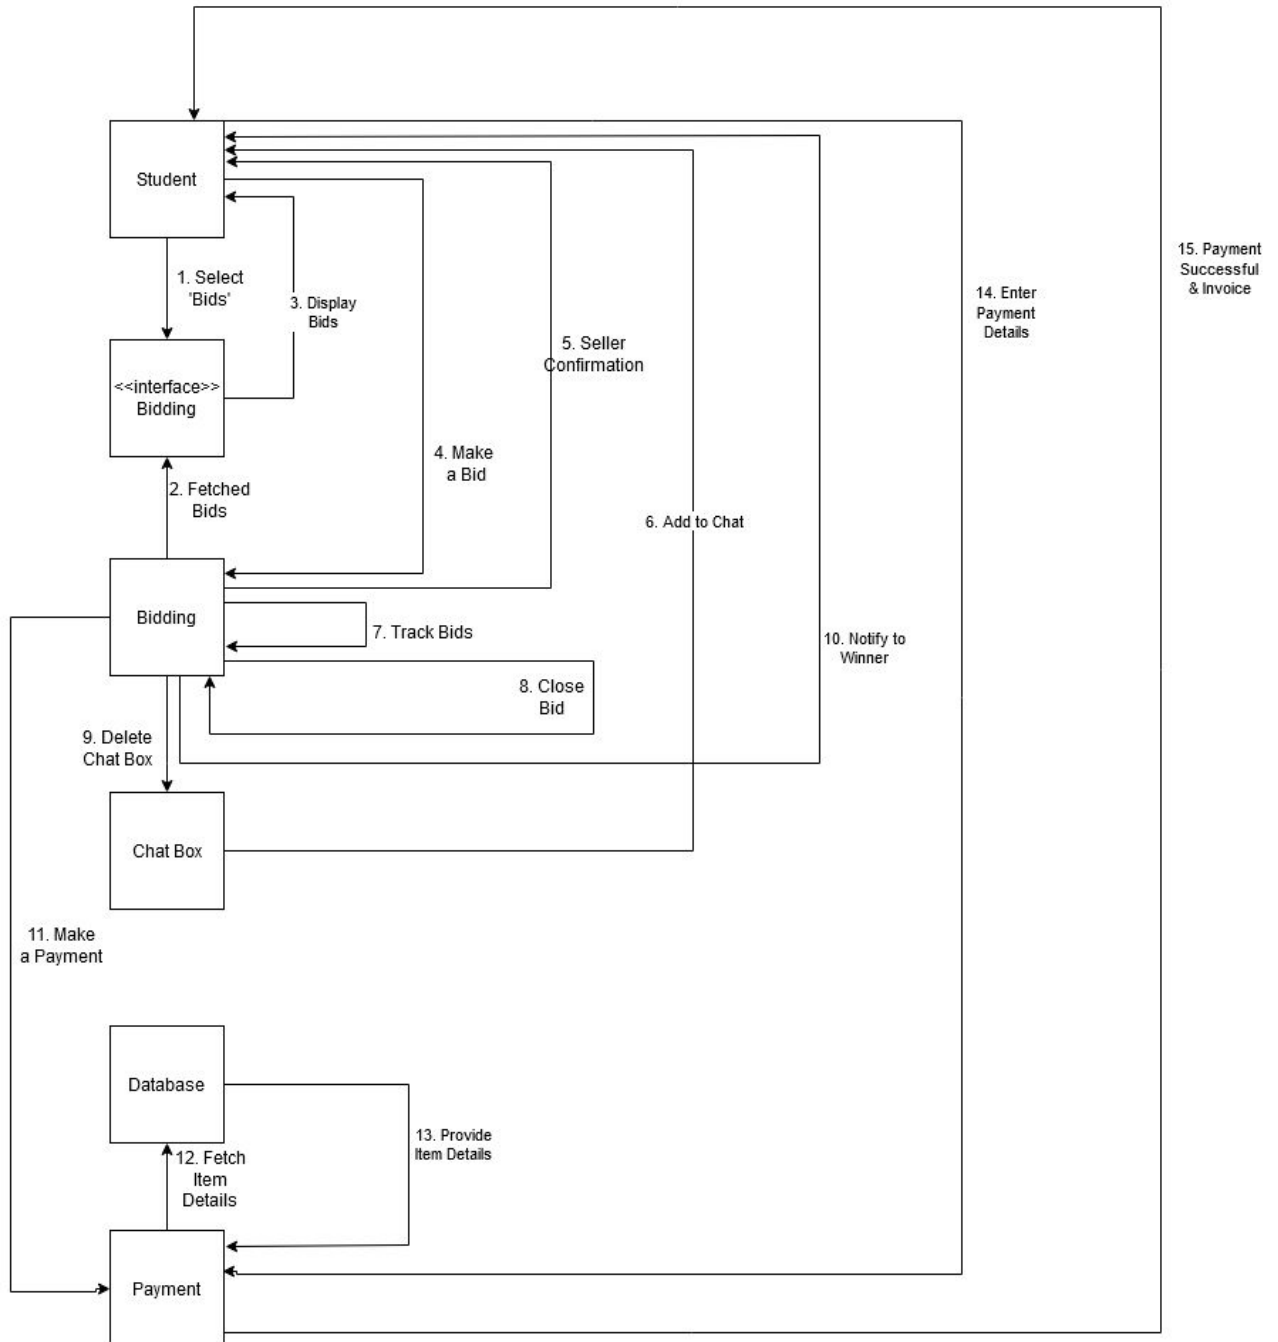 Student
1. Select
'Bids'
3. Display
Bids
<<interface>>
Bidding
2. Fetched
Bids
4. Make
a Bid
5. Seller
Confirmation
6. Add to Chat
Bidding
7. Track Bids
8. Close
Bid
9. Delete
Chat Box
10. Notify to
Winner
Chat Box
11. Make
a Payment
Database
12. Fetch
Item
Details
13. Provide
Item Details
Payment
14. Enter
Payment
Details
15. Payment
Successful
& Invoice